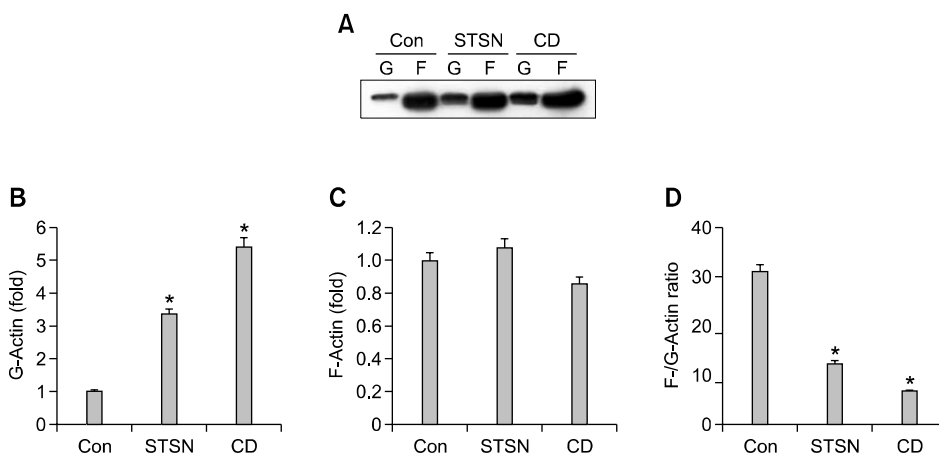 A
Con STSN CD
G F G F G F
B
G-Actin (fold)
6
5
4
3
2
1
0
*
*
Con STSN CD
C
F-Actin (fold)
1.2
1.0
0.8
0.6
0.4
0.2
0
Con STSN CD
D
F-/G-Actin ratio
40
30
20
10
0
*
*
Con STSN CD